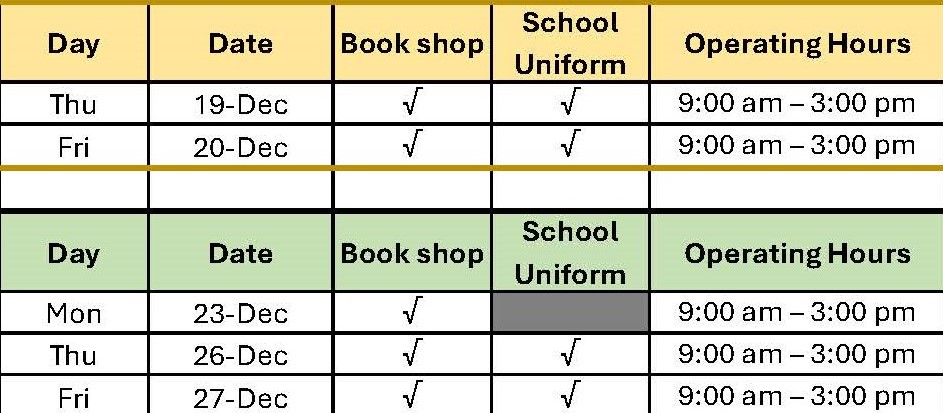 Day Date Book shop School Uniform Operating Hours
Thu 19-Dec √ √ 9:00 am – 3:00 pm
Fri 20-Dec √ √ 9:00 am – 3:00 pm
Day Date Book shop School Uniform Operating Hours
Mon 23-Dec √ 9:00 am – 3:00 pm
Thu 26-Dec √ √ 9:00 am – 3:00 pm
Fri 27-Dec √ √ 9:00 am – 3:00 pm